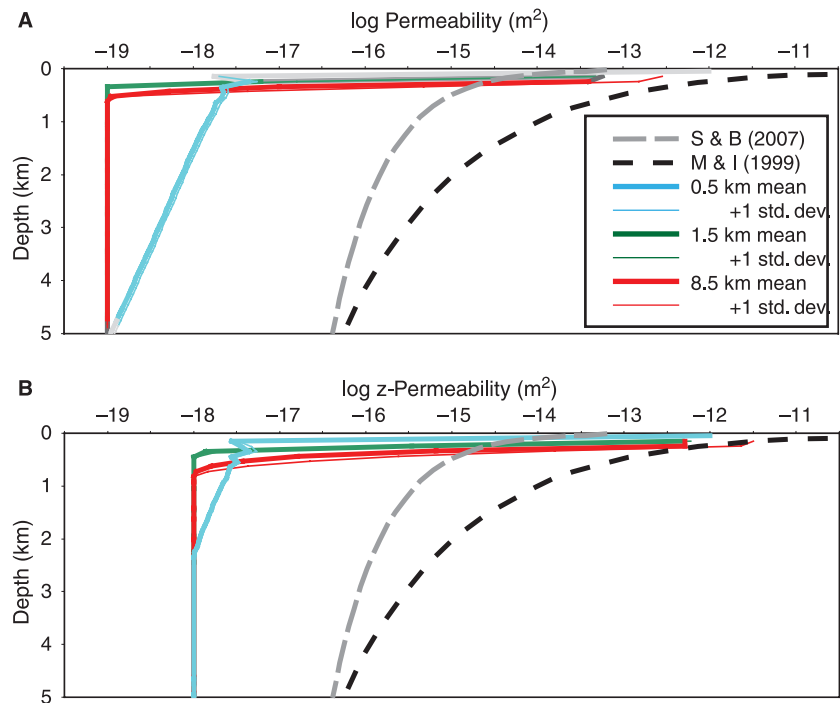 A
log Permeability (m²)
−19 −18 −17 −16 −15 −14 −13 −12 −11
0
1
2
3
4
5
Depth (km)
S & B (2007)
M & I (1999)
0.5 km mean
+1 std. dev.
1.5 km mean
+1 std. dev.
8.5 km mean
+1 std. dev.
B
log z-Permeability (m²)
−19 −18 −17 −16 −15 −14 −13 −12 −11
0
1
2
3
4
5
Depth (km)